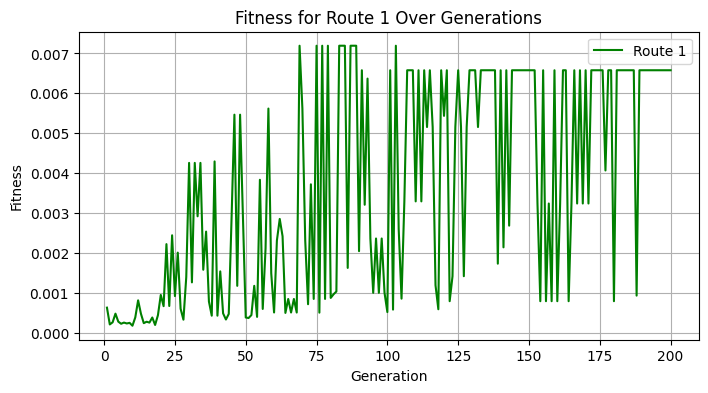 Fitness for Route 1 Over Generations
Route 1
Fitness
0.007
0.006
0.005
0.004
0.003
0.002
0.001
0.000
0 25 50 75 100 125 150 175 200
Generation